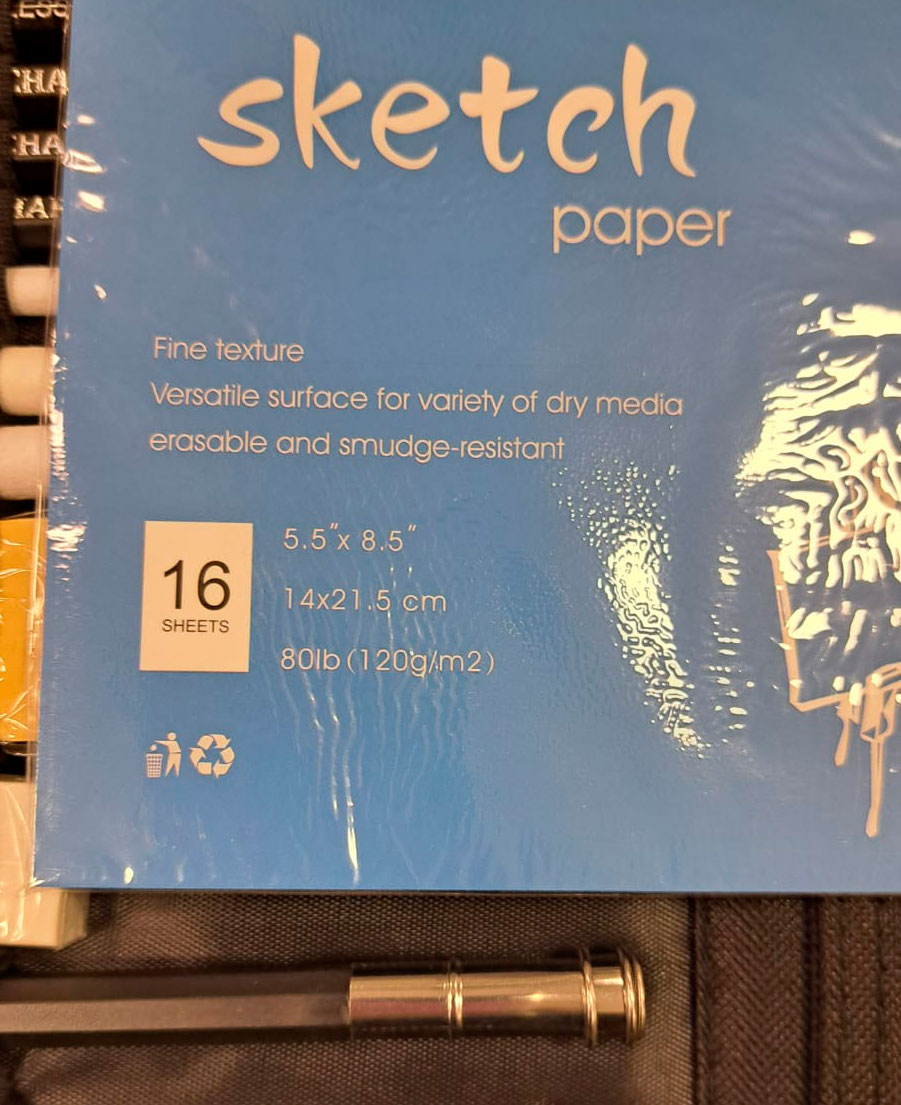 sketch
paper
Fine texture
Versatile surface for variety of dry media
erasable and smudge-resistant
16
SHEETS
5.5″x 8.5″
14x21.5 cm
80lb(120g/m2)